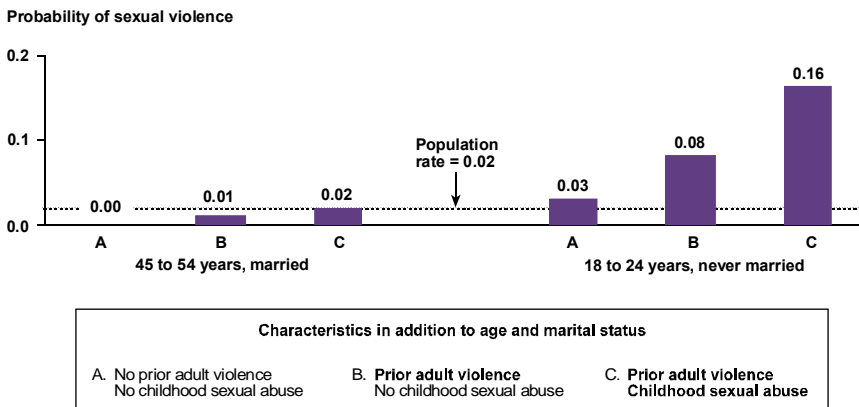 Probability of sexual violence
0.2
0.16
0.1
Population
rate = 0.02
0.08
0.03
0.02
0.01
0.00
0.0
A B C A B C
45 to 54 years, married 18 to 24 years, never married
Characteristics in addition to age and marital status
A. No prior adult violence B. Prior adult violence C. Prior adult violence
No childhood sexual abuse No childhood sexual abuse Childhood sexual abuse